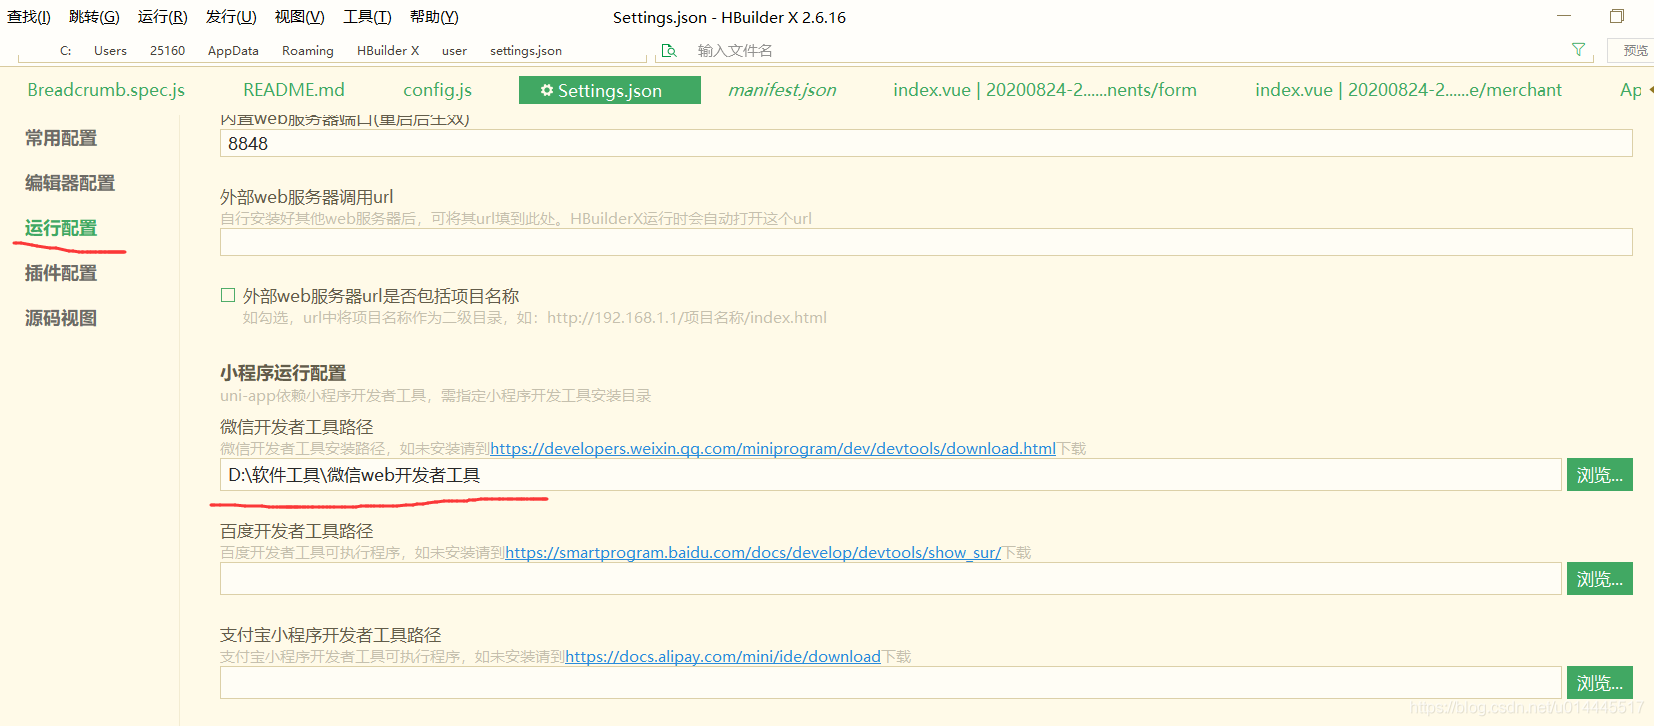 查找(I) 跳转(G) 运行(R) 发行(U) 视图(V) 工具(T) 帮助(Y) Settings.json - HBuilder X 2.6.16
C: Users 25160 AppData Roaming HBuilder X user settings.json 输入文件名 预览
Breadcrumb.spec.js README.md config.js Settings.json manifest.json index.vue | 20200824-2......nents/form index.vue | 20200824-2......e/merchant Ap
常用配置
编辑器配置
运行配置
插件配置
源码视图
内置web服务器端口(重启后生效)
8848
外部web服务器调用url
自行安装好其他web服务器后，可将其url填到此处。HBuilderX运行时会自动打开这个url
外部web服务器url是否包括项目名称
如勾选，url中将项目名称作为二级目录，如：http://192.168.1.1/项目名称/index.html
小程序运行配置
uni-app依赖小程序开发者工具，需指定小程序开发工具安装目录
微信开发者工具路径
微信开发者工具安装路径，如未安装请到https://developers.weixin.qq.com/miniprogram/dev/devtools/download.html下载
D:\软件工具\微信web开发者工具 浏览...
百度开发者工具路径
百度开发者工具可执行程序，如未安装请到https://smartprogram.baidu.com/docs/develop/devtools/show_sur/下载
浏览...
支付宝小程序开发者工具路径
支付宝小程序开发者工具可执行程序，如未安装请到https://docs.alipay.com/mini/ide/download下载
浏览...
https://blog.csdn.net/u014445517